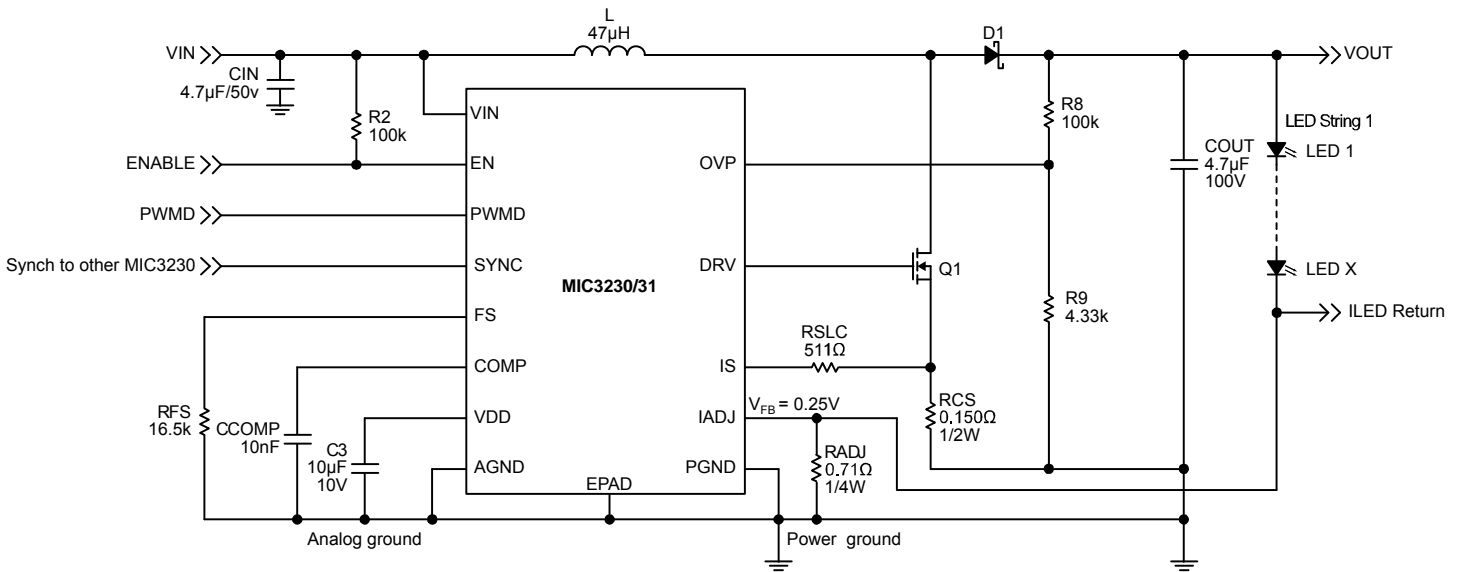 L
47µH
D1
VIN
VOUT
CIN
4.7µF/50v
R2
100k
VIN
R8
100k
LED String 1
LED 1
COUT
4.7µF
100V
ENABLE
EN
OVP
PWMD
PWMD
Synch to other MIC3230
SYNC
DRV
Q1
LED X
MIC3230/31
R9
4.33k
ILED Return
FS
RSLC
511Ω
COMP
IS
VFB = 0.25V
RCS
0.150Ω
1/2W
RFS
16.5k
CCOMP
10nF
VDD
IADJ
C3
10µF
10V
RADJ
0.71Ω
1/4W
AGND
PGND
EPAD
Analog ground
Power ground